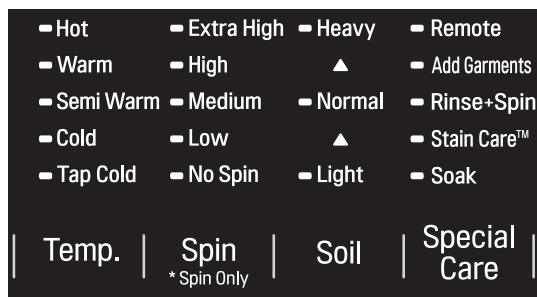 Hot
Warm
Semi Warm
Cold
Tap Cold
Temp.
Extra High
High
Medium
Low
No Spin
Spin
* Spin Only
Heavy
Normal
Light
Soil
Remote
Add Garments
Rinse+Spin
Stain Care™
Soak
Special
Care